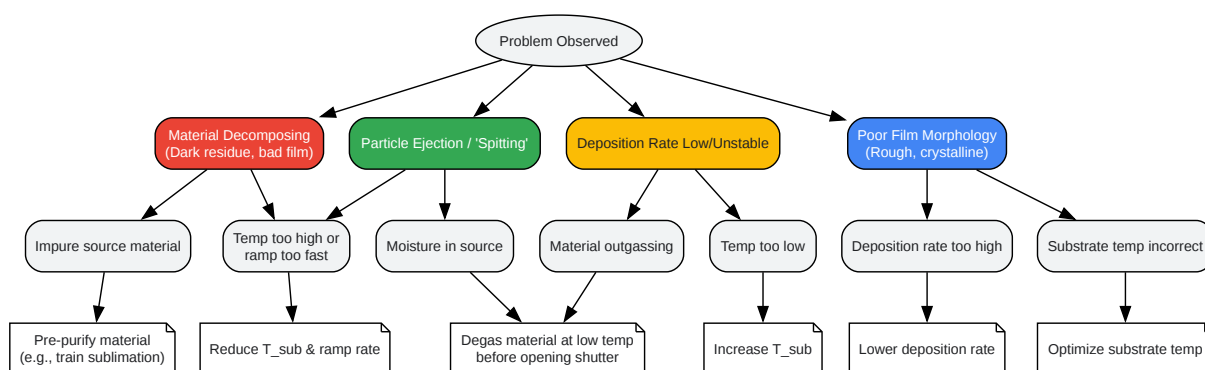 Problem Observed
Material Decomposing
(Dark residue, bad film)
Particle Ejection / 'Spitting'
Deposition Rate Low/Unstable
Poor Film Morphology
(Rough, crystalline)
Impure source material
Temp too high or
ramp too fast
Moisture in source
Material outgassing
Temp too low
Deposition rate too high
Substrate temp incorrect
Pre-purify material
(e.g., train sublimation)
Reduce T_sub & ramp rate
Degas material at low temp
before opening shutter
Increase T_sub
Lower deposition rate
Optimize substrate temp